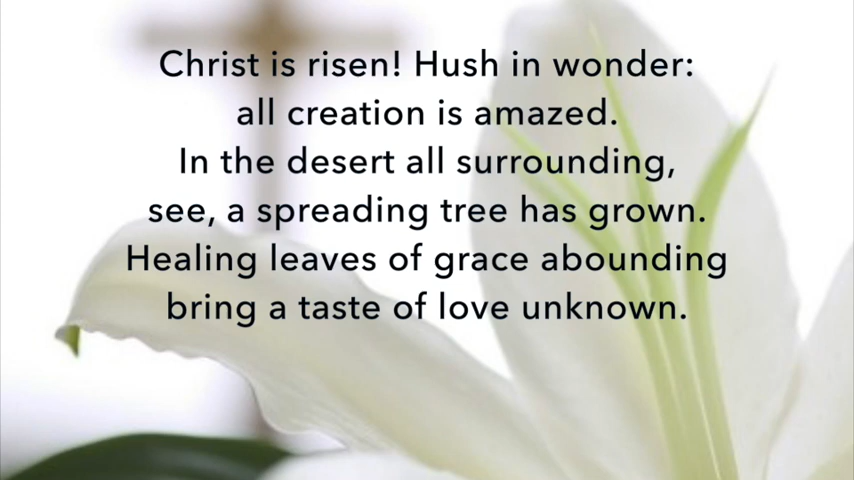 Christ is risen! Hush in wonder:
all creation is amazed.
In the desert all surrounding,
see, a spreading tree has grown.
Healing leaves of grace abounding
bring a taste of love unknown.